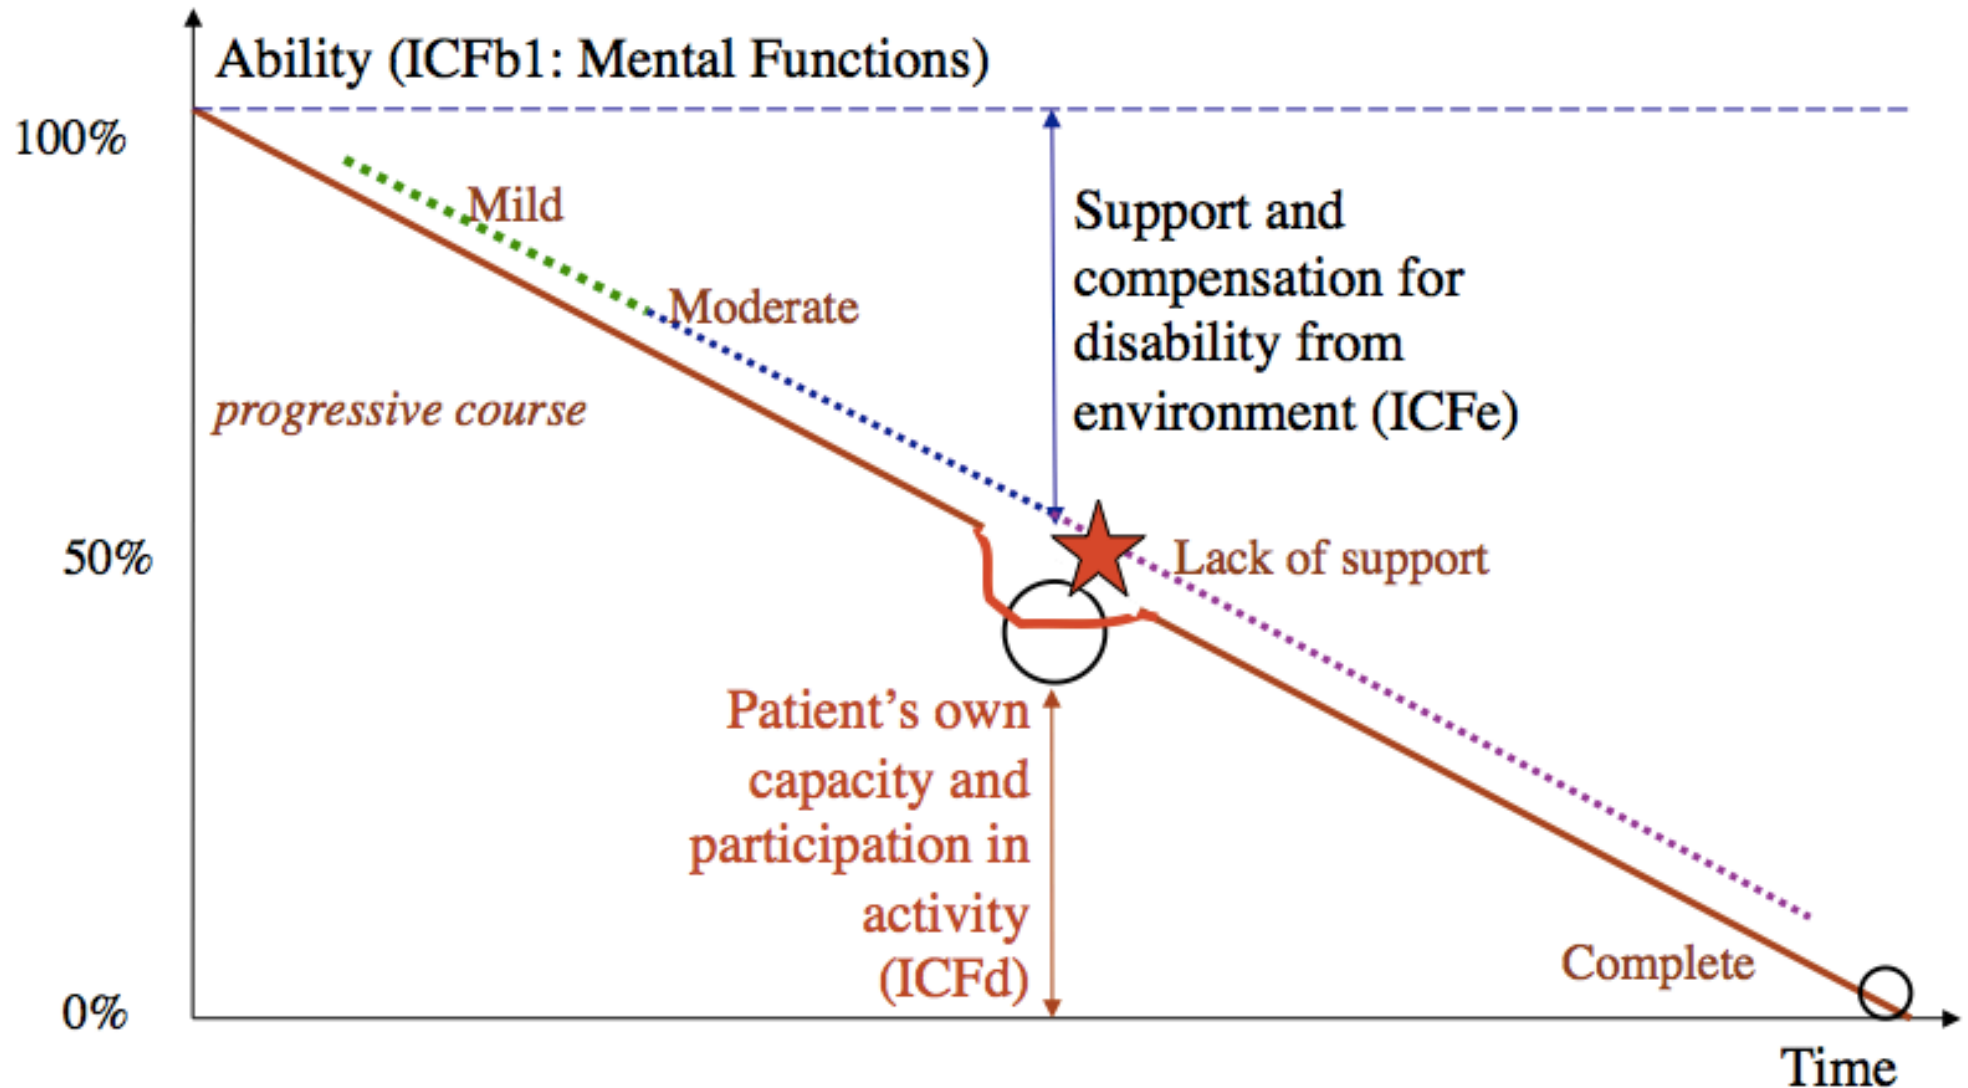 Ability (ICFb1: Mental Functions)
100%
Mild
Support and
compensation for
disability from
environment (ICFe)
Moderate
progressive course
50%
Lack of support
Patient’s own
capacity and
participation in
activity
(ICFd)
Complete
0%
Time